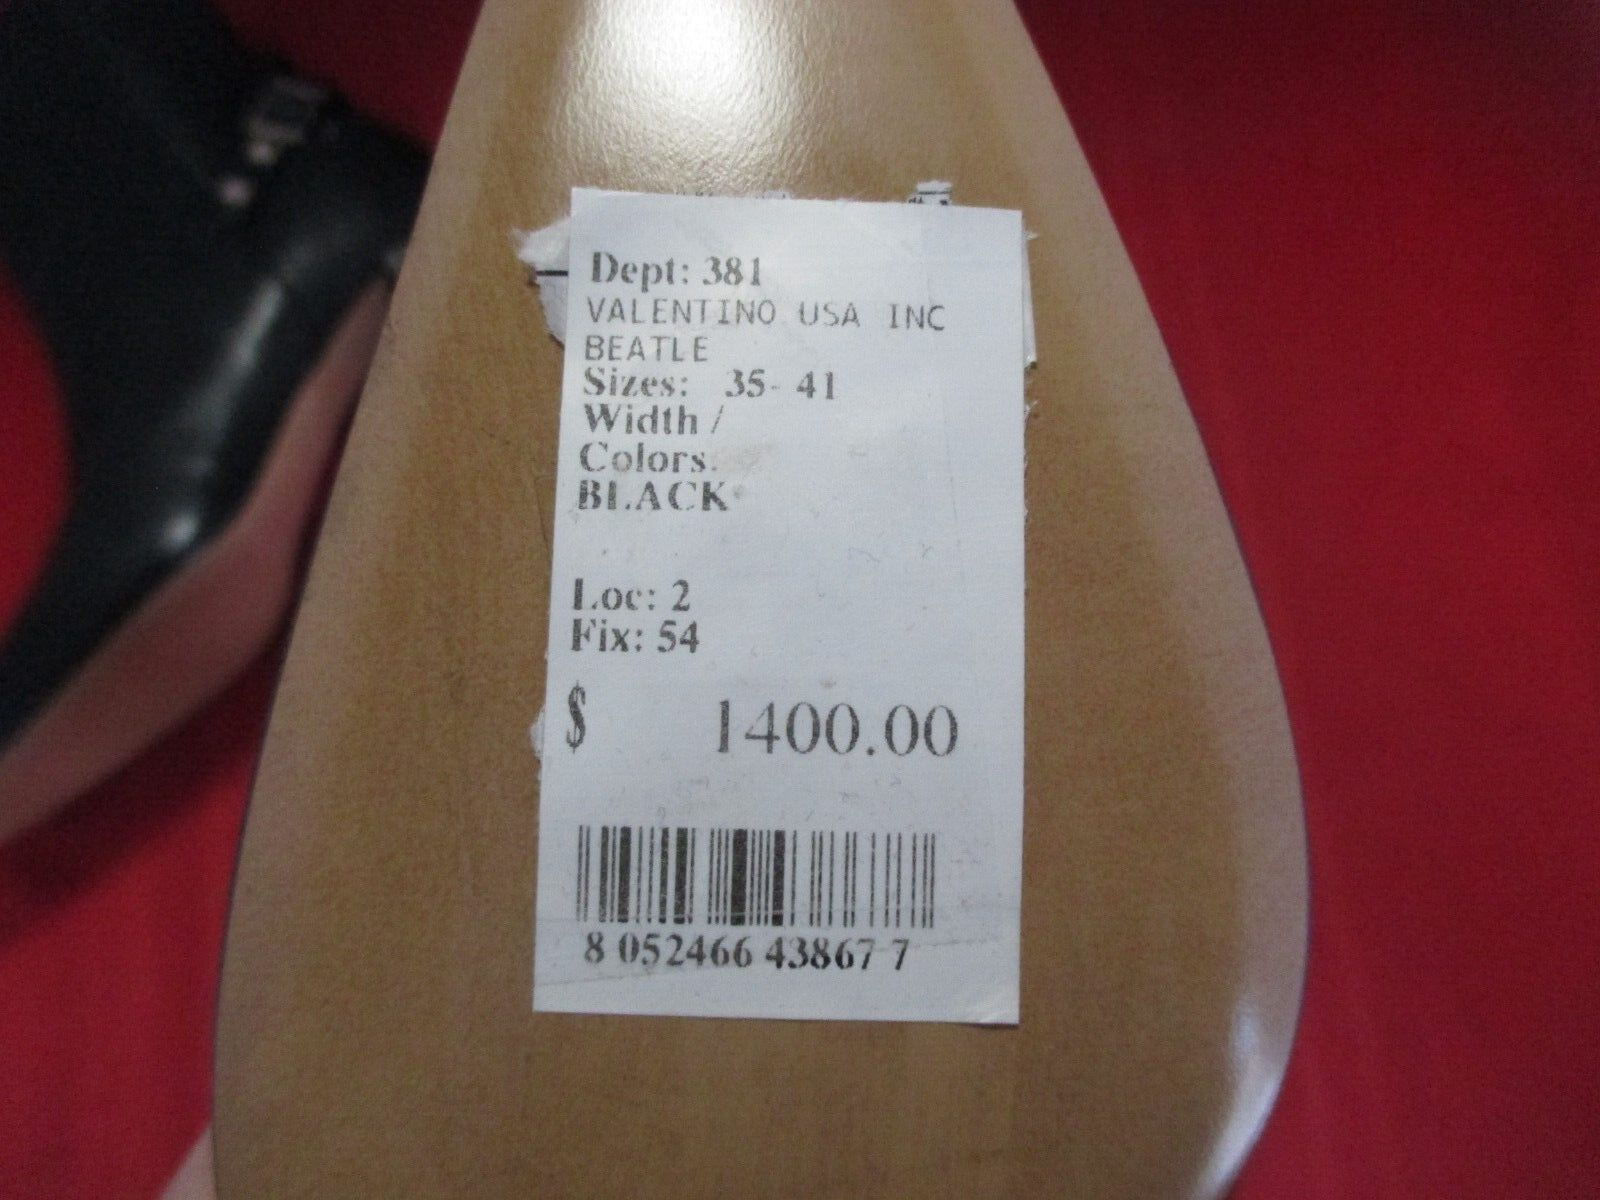 Dept: 381
VALENTINO USA INC
BEATLE
Sizes: 35- 41
Width /
Colors:
BLACK
Loc: 2
Fix: 54
$ 1400.00
8 052466 43867 7